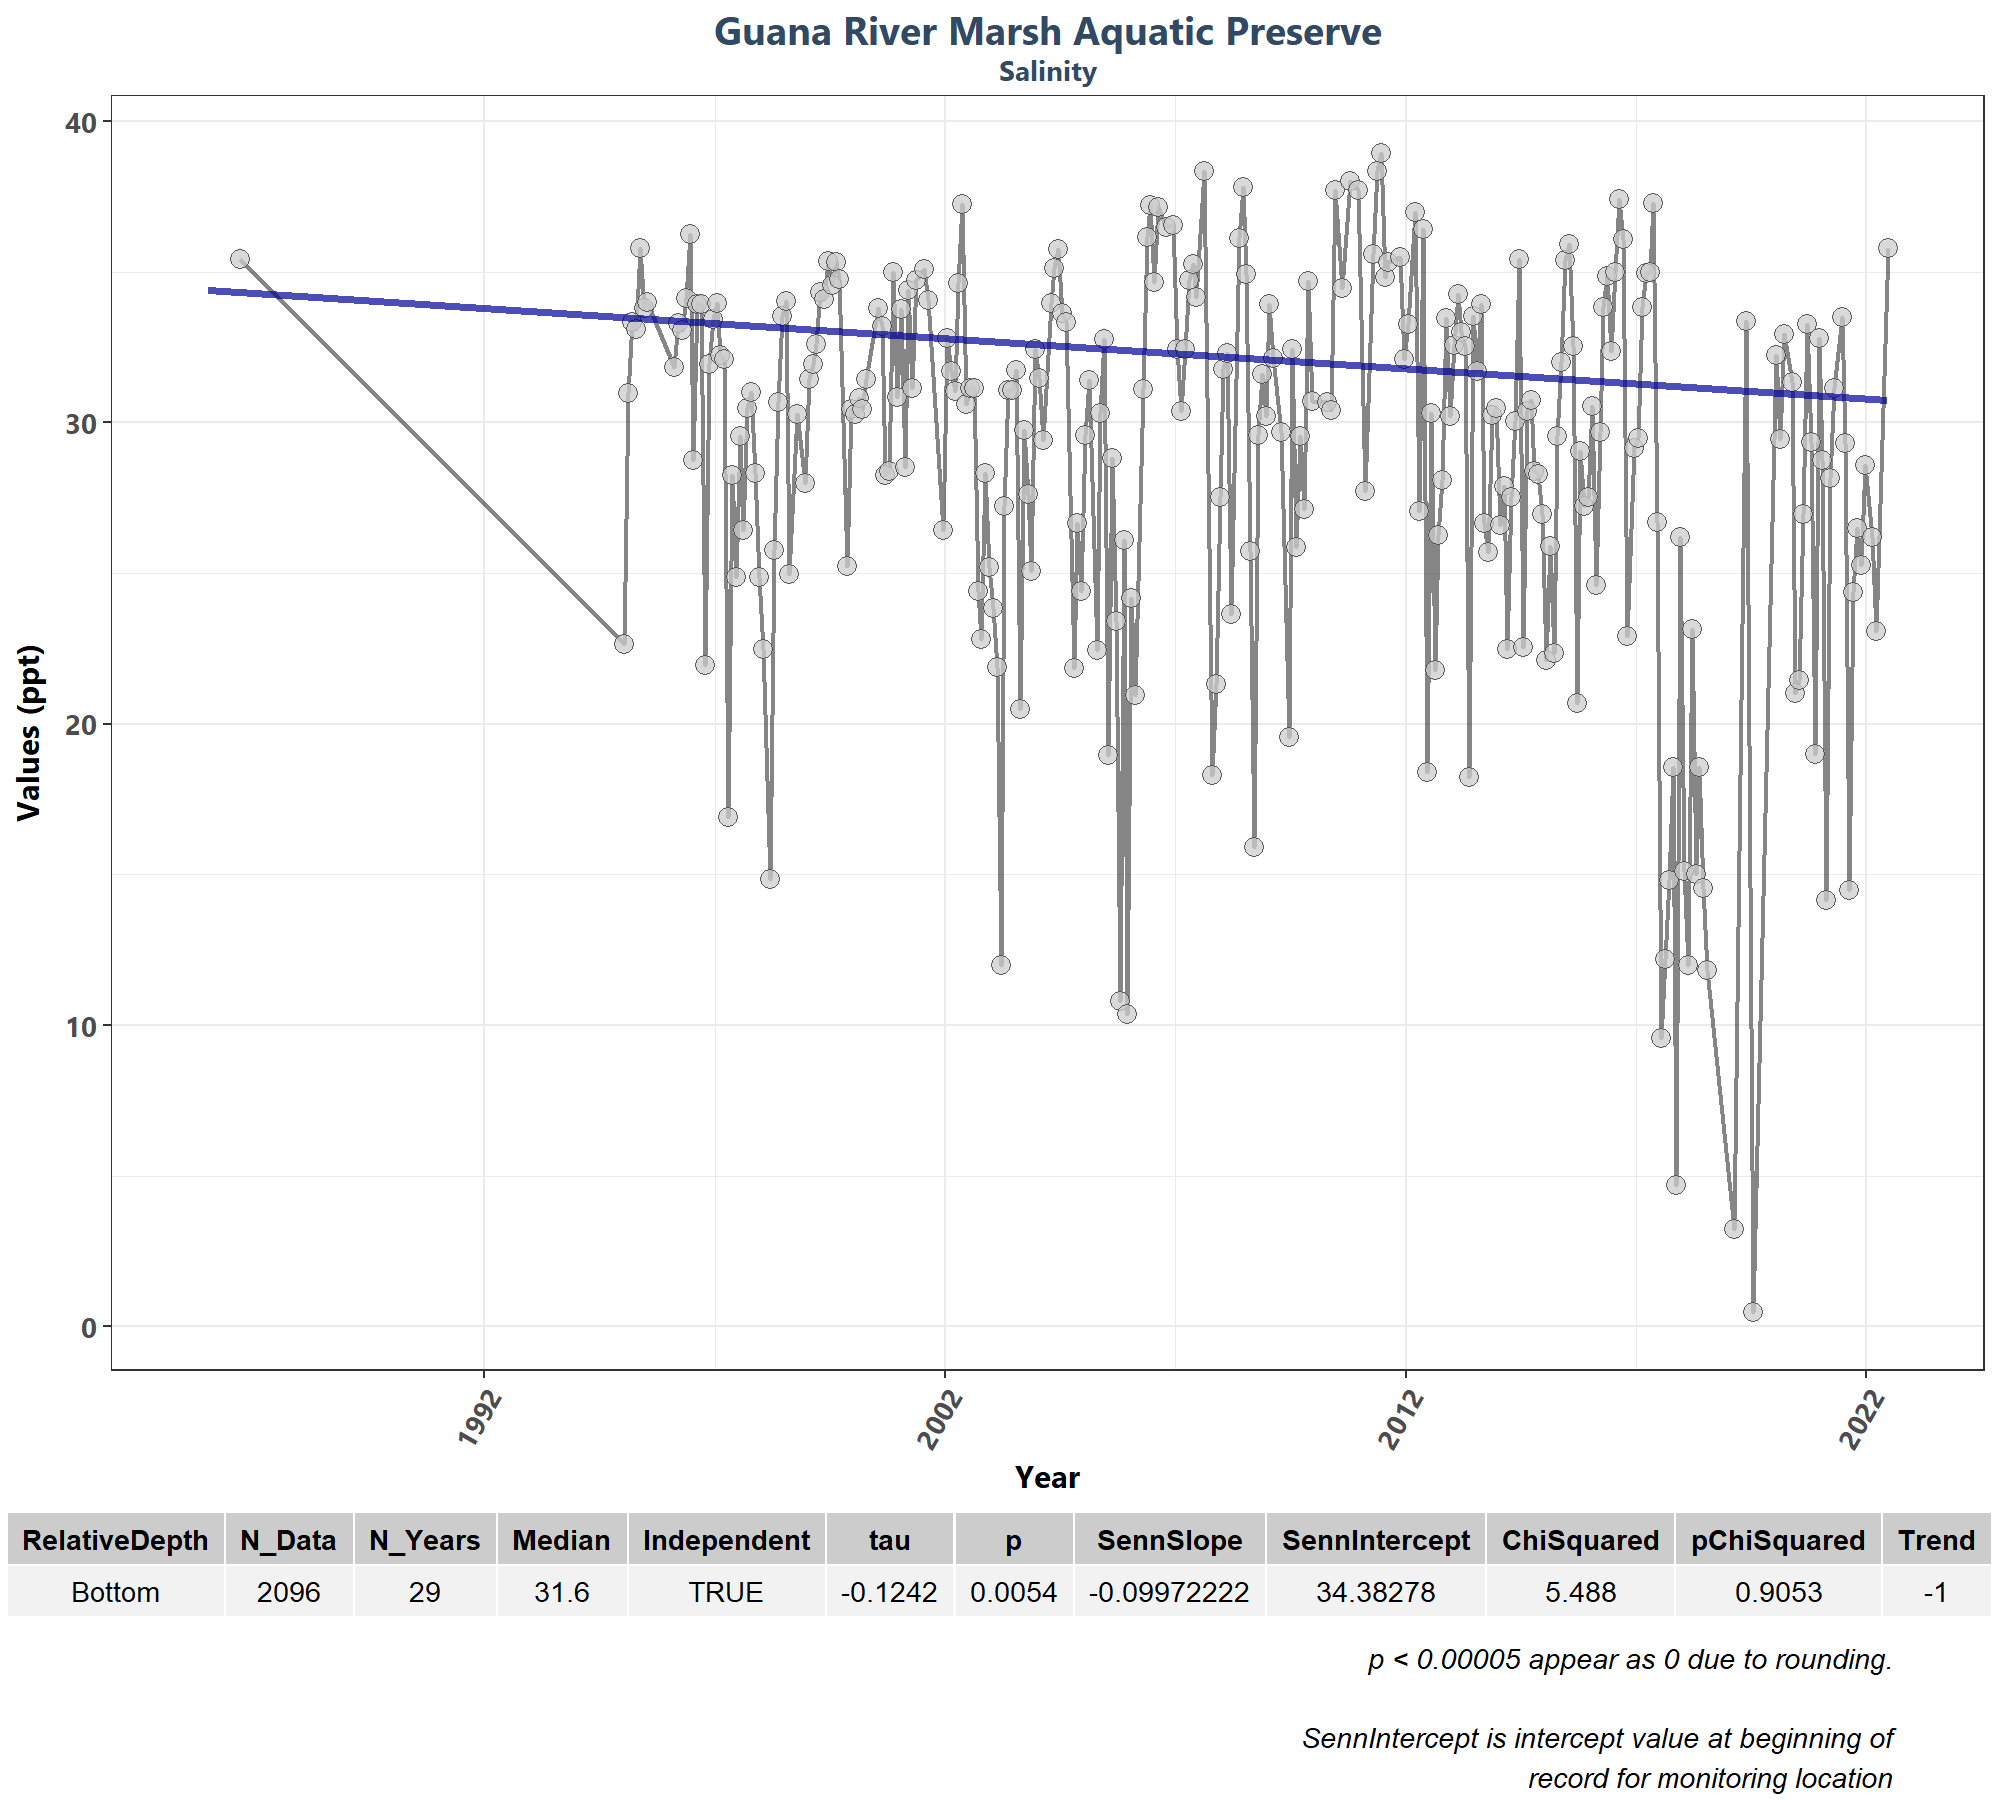 Guana River Marsh Aquatic Preserve
Salinity
Values (ppt)
40
30
20
10
0
1992 2002 2012 2022
Year
RelativeDepth N_Data N_Years Median Independent tau p SennSlope SennIntercept ChiSquared pChiSquared Trend
Bottom 2096 29 31.6 TRUE -0.1242 0.0054 -0.09972222 34.38278 5.488 0.9053 -1
p < 0.00005 appear as 0 due to rounding.
SennIntercept is intercept value at beginning of
record for monitoring location